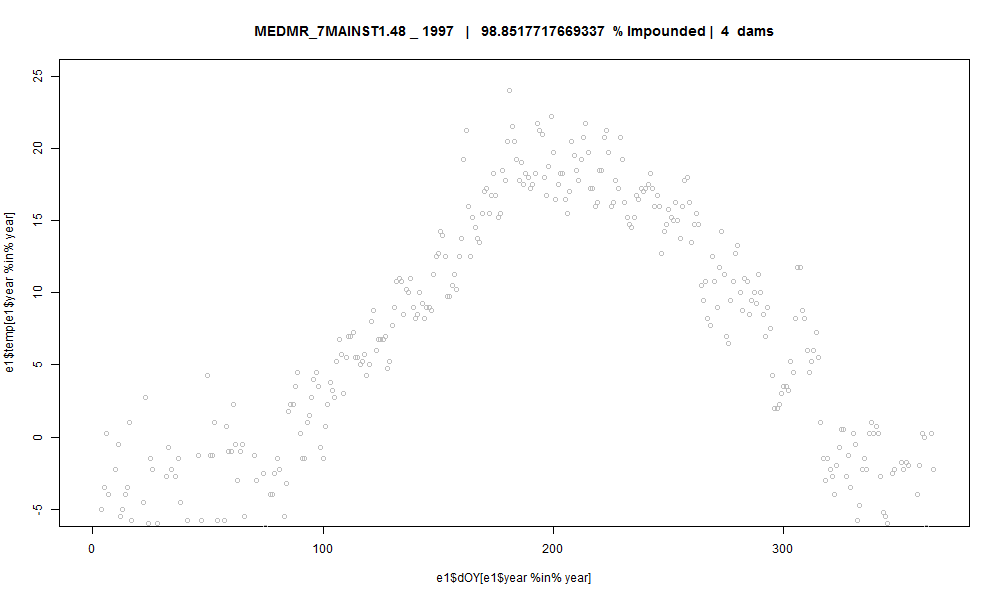 MEDMR_7MAINST1.48 _ 1997 | 98.8517717669337 % Impounded | 4 dams
e1$temp[e1$year %in% year]
25
20
15
10
5
0
-5
0 100 200 300
e1$dOY[e1$year %in% year]